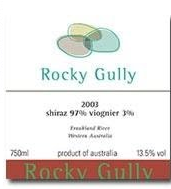 Rocky Gully
2003
shiraz 97% viognier 3%
Frankland River
Western Australia
750ml product of australia 13.5% vol
Rocky Gully